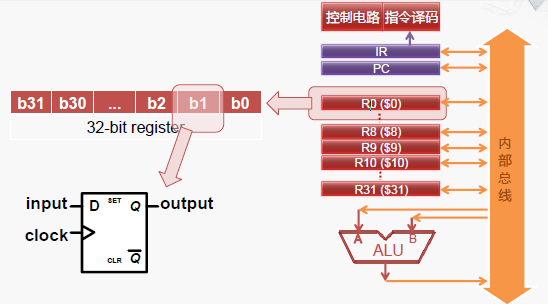 控制电路 指令译码
IR
PC
R0 ($0)
R8 ($8)
R9 ($9)
R10 ($10)
R31 ($31)
内部总线
A
B
ALU
b31 b30 ... b2 b1 b0
32-bit register
input D SET Q output
clock
CLR Q